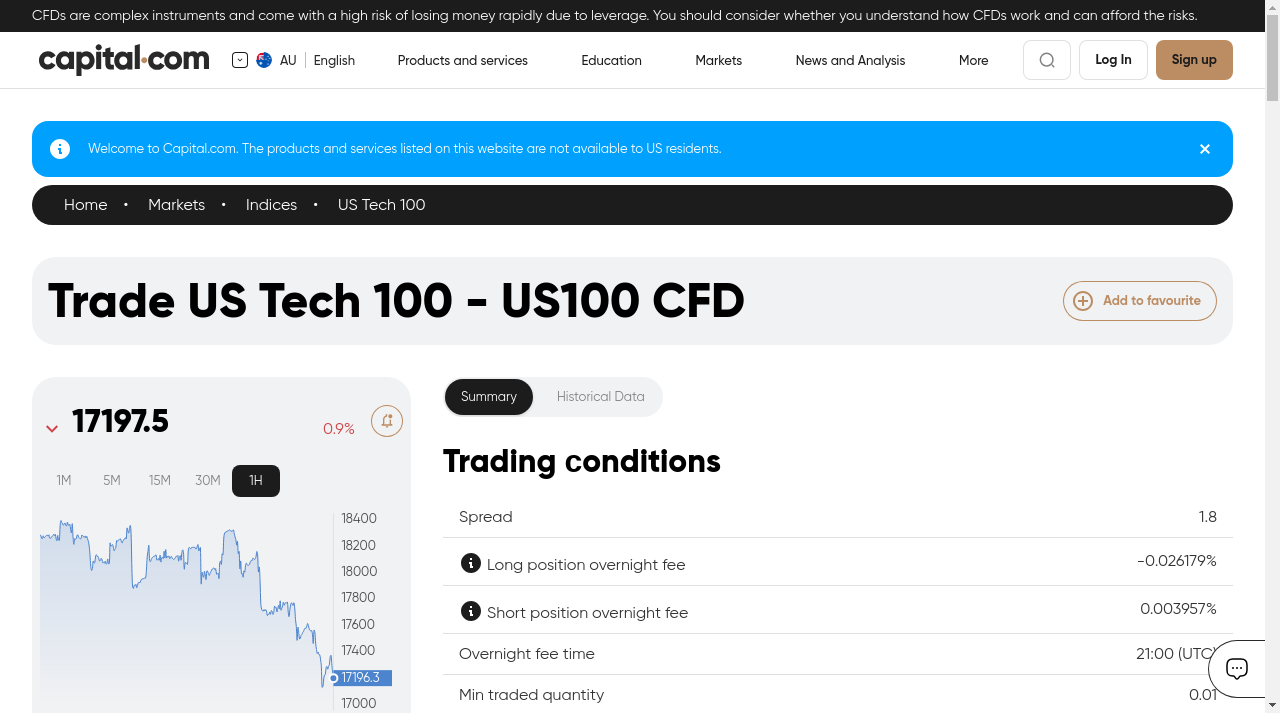 CFDs are complex instruments and come with a high risk of losing money rapidly due to leverage. You should consider whether you understand how CFDs work and can afford the risks.
capital.com
AU English
Products and services
Education
Markets
News and Analysis
More
Log In
Sign up
Welcome to Capital.com. The products and services listed on this website are not available to US residents.
Home • Markets • Indices • US Tech 100
Trade US Tech 100 - US100 CFD
Add to favourite
17197.5
0.9%
1M 5M 15M 30M 1H
18400
18200
18000
17800
17600
17400
17196.3
17000
Summary
Historical Data
Trading conditions
Spread 1.8
Long position overnight fee -0.026179%
Short position overnight fee 0.003957%
Overnight fee time 21:00 (UTC)
Min traded quantity 0.01